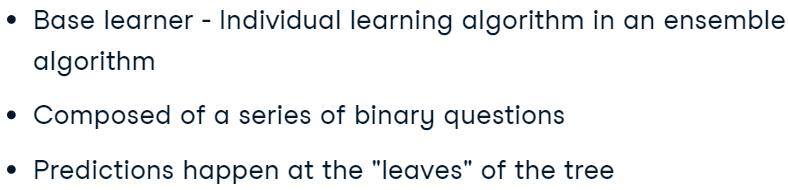 • Base learner - Individual learning algorithm in an ensemble
algorithm
• Composed of a series of binary questions
• Predictions happen at the "leaves" of the tree